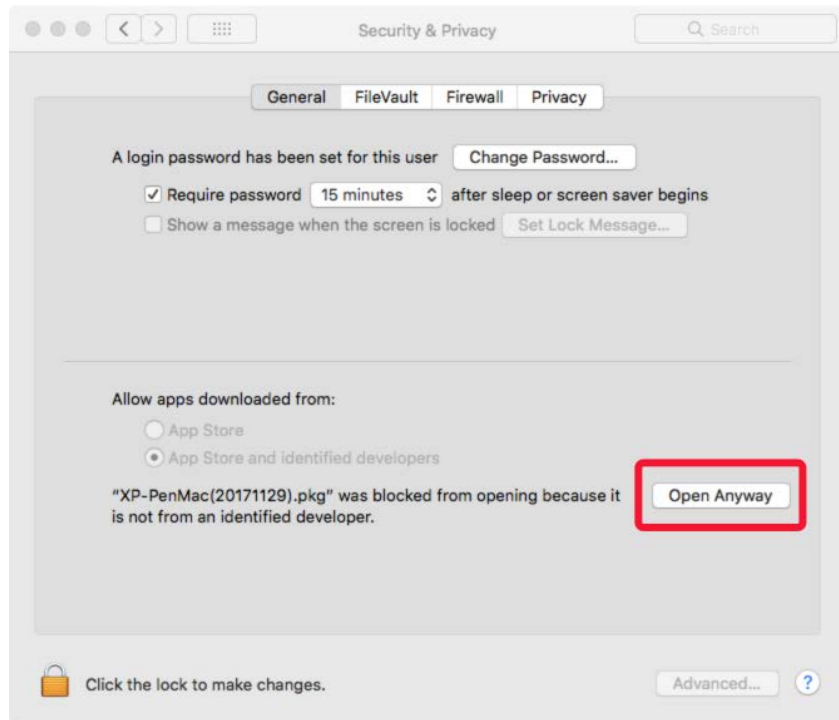 Security & Privacy
Search
General FileVault Firewall Privacy
A login password has been set for this user Change Password...
Require password 15 minutes after sleep or screen saver begins
Show a message when the screen is locked Set Lock Message...
Allow apps downloaded from:
App Store
App Store and identified developers
“XP-PenMac(20171129).pkg” was blocked from opening because it Open Anyway
is not from an identified developer.
Click the lock to make changes. Advanced... ?